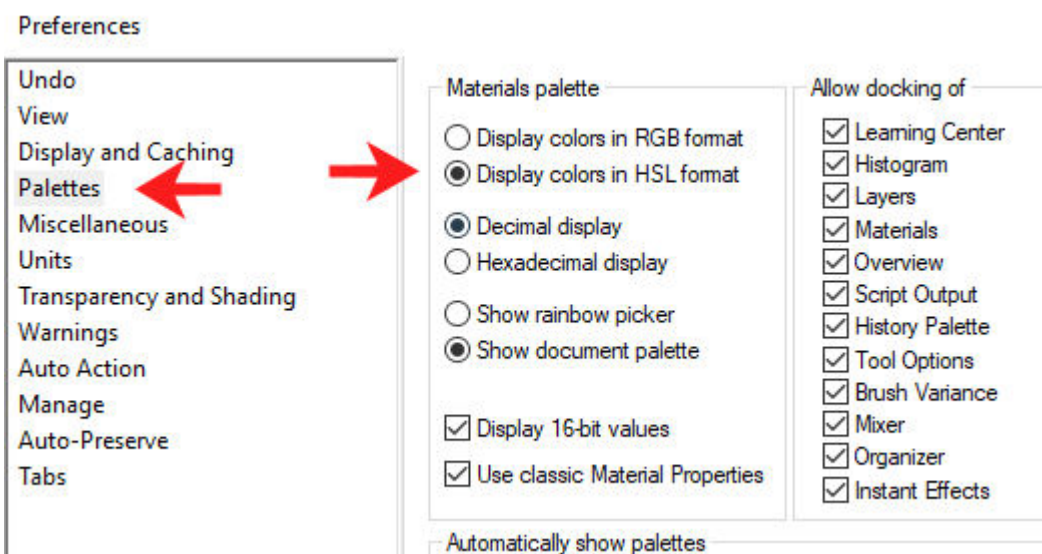 Preferences
Undo
View
Display and Caching
Palettes
Miscellaneous
Units
Transparency and Shading
Warnings
Auto Action
Manage
Auto-Preserve
Tabs
Materials palette
Display colors in RGB format
Display colors in HSL format
Decimal display
Hexadecimal display
Show rainbow picker
Show document palette
Display 16-bit values
Use classic Material Properties
Allow docking of
Learning Center
Histogram
Layers
Materials
Overview
Script Output
History Palette
Tool Options
Brush Variance
Mixer
Organizer
Instant Effects
Automatically show palettes